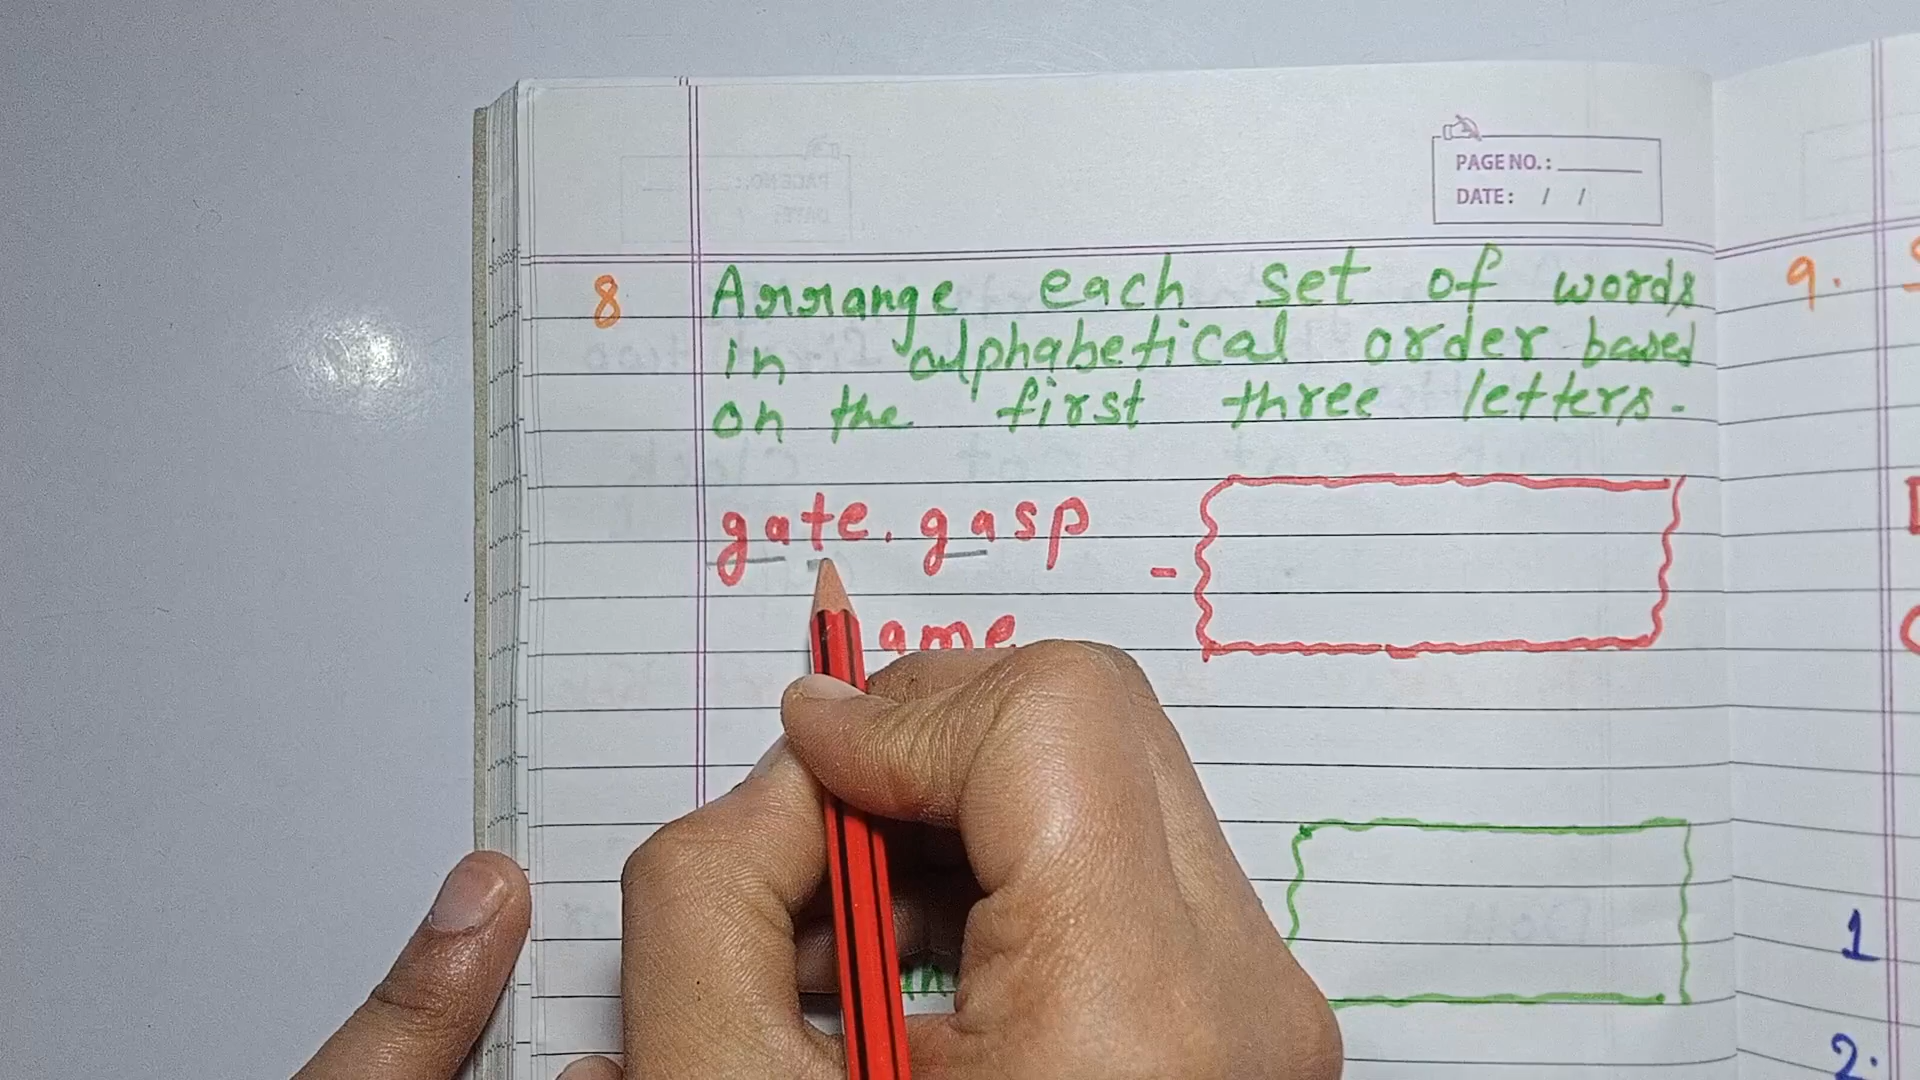 PAGE NO.:
DATE: / /
8 Arrange each set of words
in alphabetical order based
on the first three letters.
gate. gasp
-
9.
1
2.